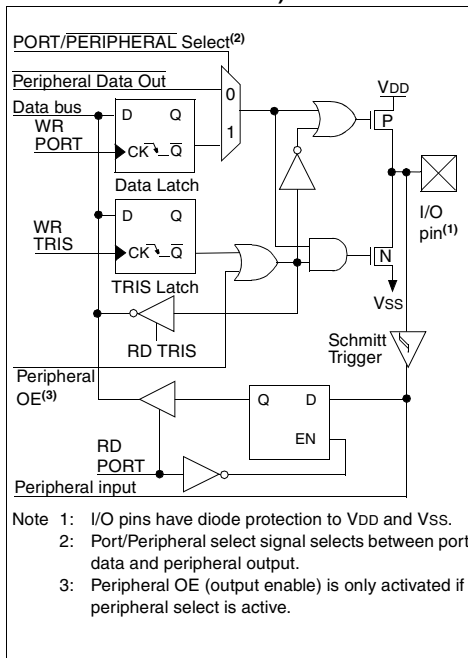 PORT/PERIPHERAL Select(2)
Peripheral Data Out
Data bus
WR
PORT
D Q
CK Q
Data Latch
0
1
VDD
P
I/O
pin(1)
WR
TRIS
D Q
CK Q
TRIS Latch
N
VSS
RD TRIS
Schmitt
Trigger
Peripheral
OE(3)
Q D
EN
RD
PORT
Peripheral input
Note 1: I/O pins have diode protection to VDD and VSS.
2: Port/Peripheral select signal selects between port
data and peripheral output.
3: Peripheral OE (output enable) is only activated if
peripheral select is active.